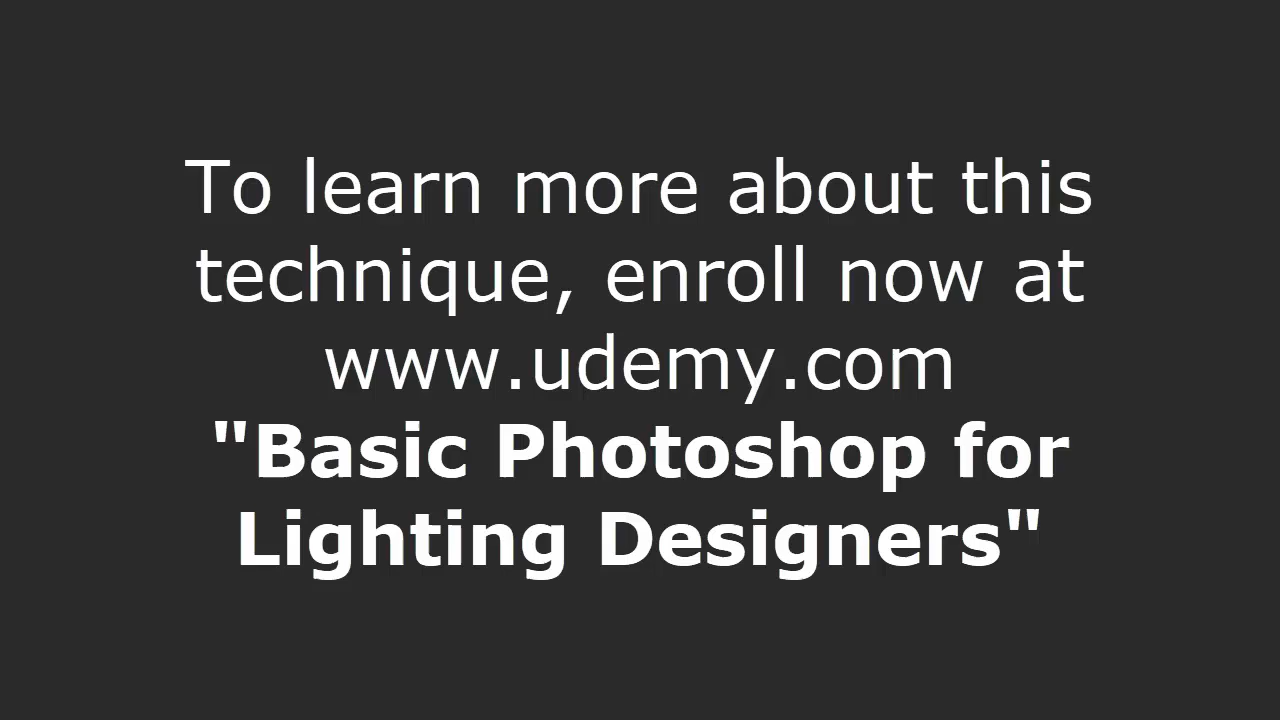 To learn more about this
technique, enroll now at
www.udemy.com
"Basic Photoshop for
Lighting Designers"